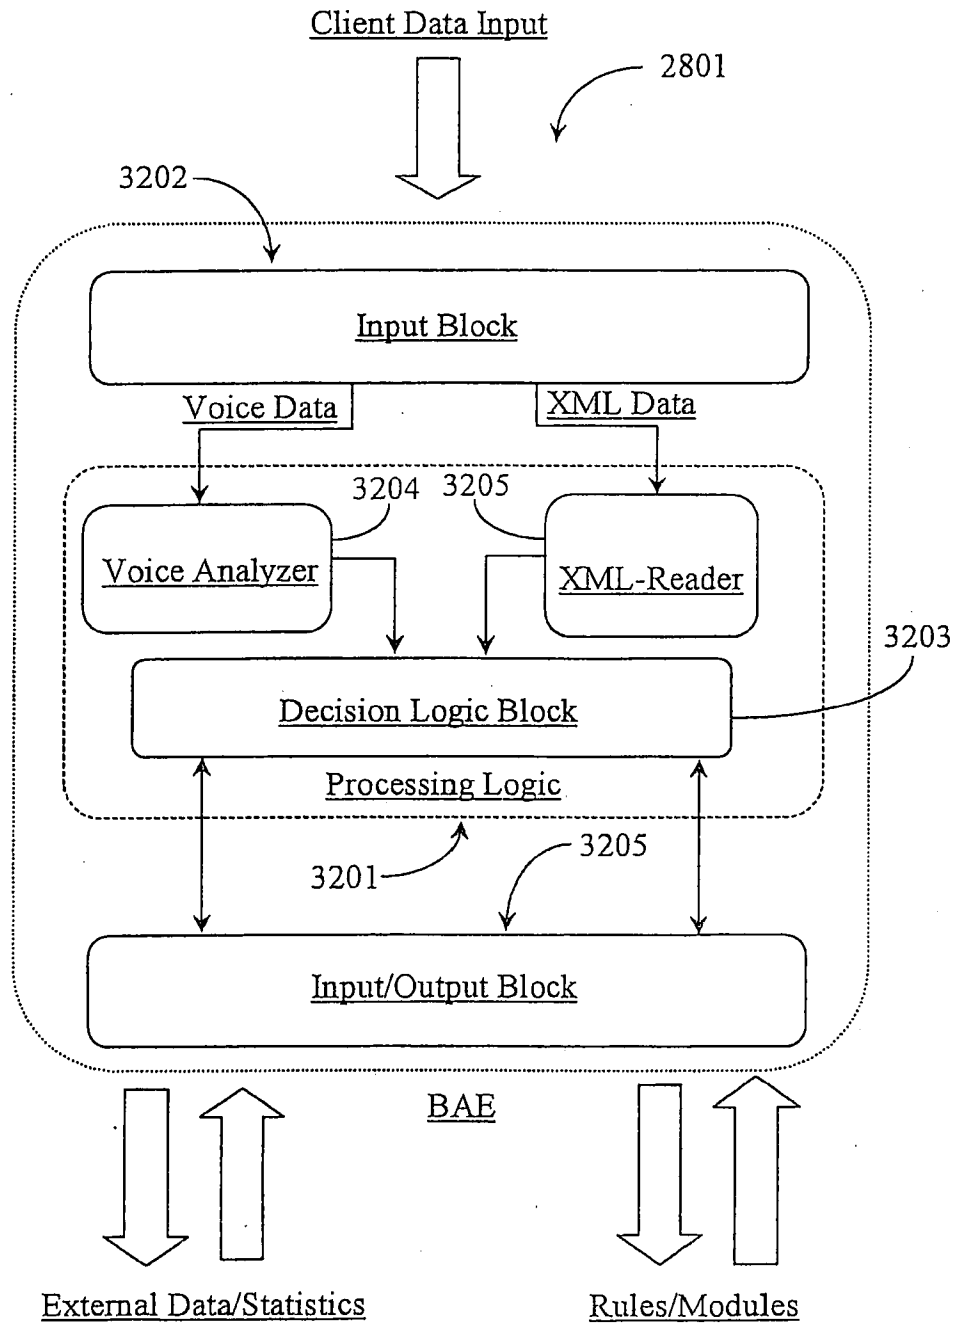 Client Data Input
2801
3202
Input Block
Voice Data
XML Data
3204
3205
Voice Analyzer
XML-Reader
3203
Decision Logic Block
Processing Logic
3201
3205
Input/Output Block
BAE
External Data/Statistics
Rules/Modules